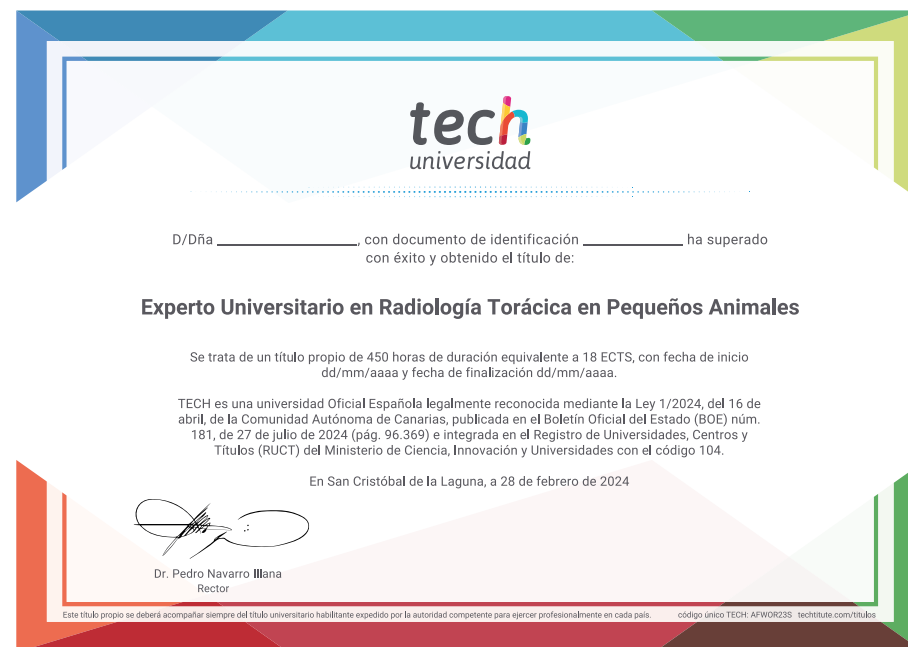 tech
universidad
D/Dña ____________________, con documento de identificación ______________ ha superado
con éxito y obtenido el título de:
Experto Universitario en Radiología Torácica en Pequeños Animales
Se trata de un título propio de 450 horas de duración equivalente a 18 ECTS, con fecha de inicio
dd/mm/aaaa y fecha de finalización dd/mm/aaaa.
TECH es una universidad Oficial Española legalmente reconocida mediante la Ley 1/2024, del 16 de
abril, de la Comunidad Autónoma de Canarias, publicada en el Boletín Oficial del Estado (BOE) núm.
181, de 27 de julio de 2024 (pág. 96.369) e integrada en el Registro de Universidades, Centros y
Títulos (RUCT) del Ministerio de Ciencia, Innovación y Universidades con el código 104.
En San Cristóbal de la Laguna, a 28 de febrero de 2024
Dr. Pedro Navarro Illana
Rector
Este título propio se deberá acompañar siempre del título universitario habilitante expedido por la autoridad competente para ejercer profesionalmente en cada país. código único TECH: AFWOR23S techtitute.com/titulos